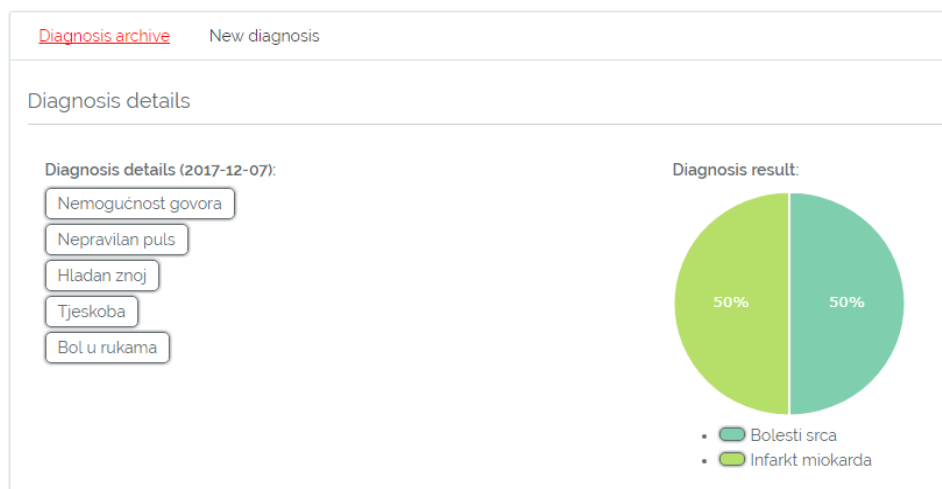 Diagnosis archive New diagnosis
Diagnosis details
Diagnosis details (2017-12-07):
Nemogućnost govora
Nepravilan puls
Hladan znoj
Tjeskoba
Bol u rukama
Diagnosis result:
50% 50%
Bolesti srca
Infarkt miokarda